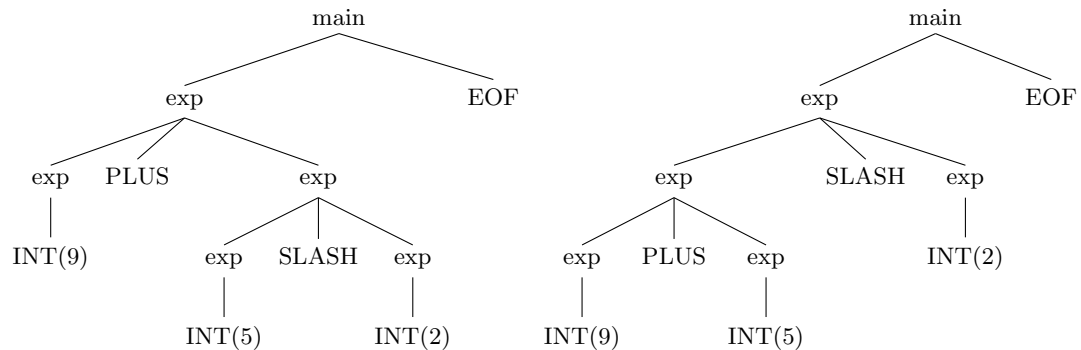 main main
exp EOF exp EOF
exp PLUS exp exp SLASH exp
INT(9) exp SLASH exp exp PLUS exp INT(2)
INT(5) INT(2) INT(9) INT(5)